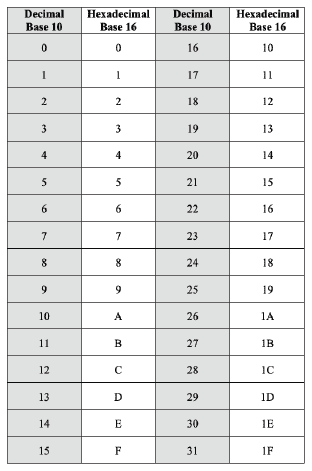 Decimal Base 10 Hexadecimal Base 16 Decimal Base 10 Hexadecimal Base 16
0 0 16 10
1 1 17 11
2 2 18 12
3 3 19 13
4 4 20 14
5 5 21 15
6 6 22 16
7 7 23 17
8 8 24 18
9 9 25 19
10 A 26 1A
11 B 27 1B
12 C 28 1C
13 D 29 1D
14 E 30 1E
15 F 31 1F